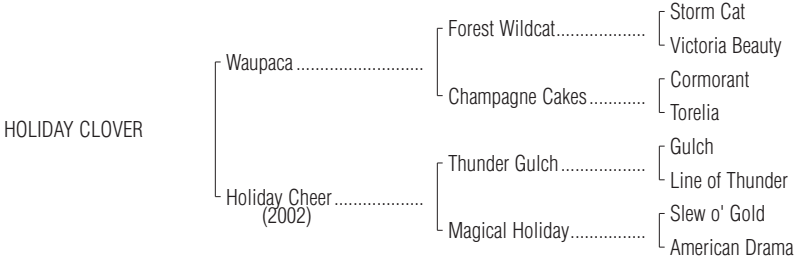 Storm Cat
Forest Wildcat...................
Victoria Beauty
Waupaca ...........................
Cormorant
Champagne Cakes............
Torelia
HOLIDAY CLOVER
Gulch
Thunder Gulch..................
Line of Thunder
Holiday Cheer...................
(2002)
Slew o' Gold
Magical Holiday................
American Drama